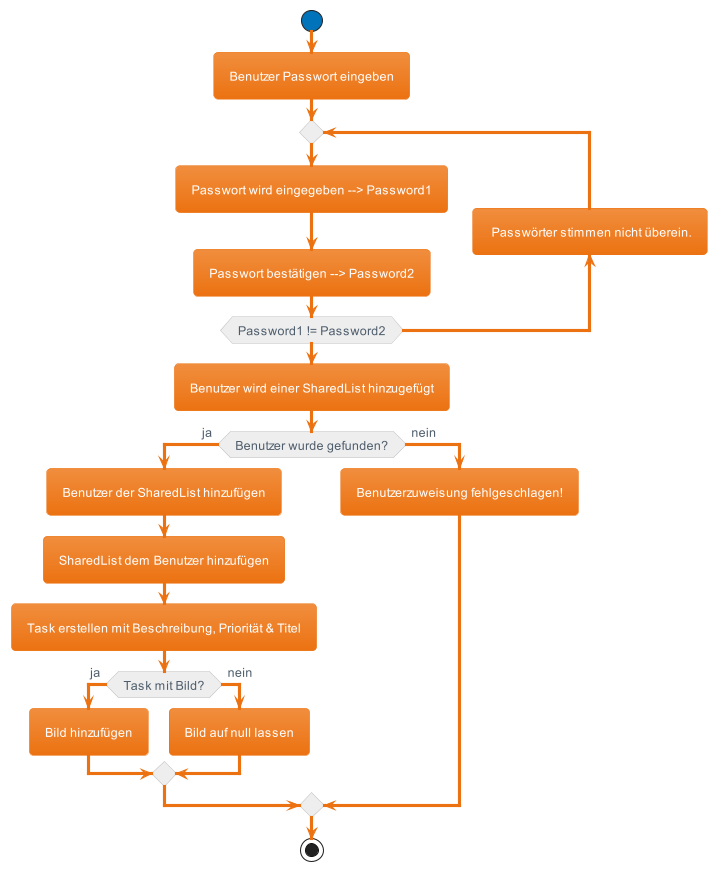 Benutzer Passwort eingeben
Passwort wird eingegeben --> Password1
Passwörter stimmen nicht überein.
Passwort bestätigen --> Password2
Password1 != Password2
Benutzer wird einer SharedList hinzugefügt
ja
Benutzer wurde gefunden?
nein
Benutzer der SharedList hinzufügen
Benutzerzuweisung fehlgeschlagen!
SharedList dem Benutzer hinzufügen
Task erstellen mit Beschreibung, Priorität & Titel
ja
Task mit Bild?
nein
Bild hinzufügen
Bild auf null lassen